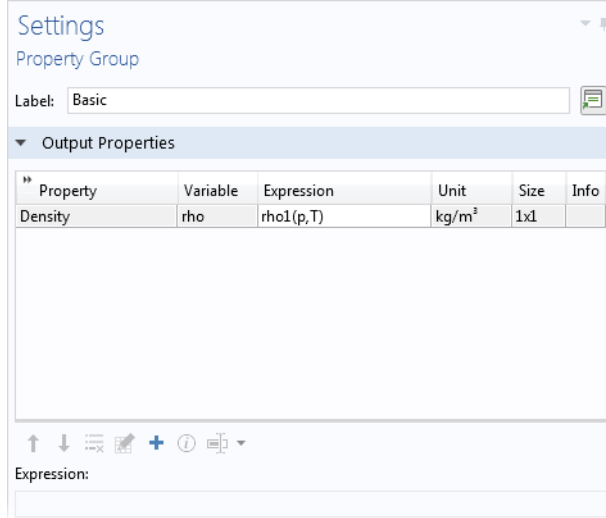 Settings
Property Group
Label: Basic
Output Properties
Property Variable Expression Unit Size Info
Density rho rho1(p,T) kg/m³ 1x1
Expression: